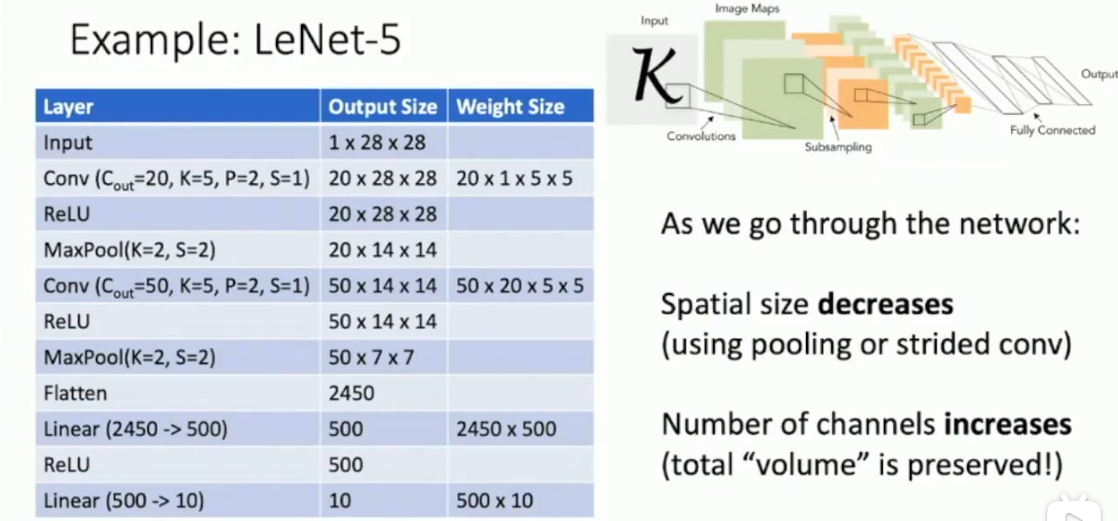 Example: LeNet-5
Input
Image Maps
Output
Convolutions
Subsampling
Fully Connected
K
Layer Output Size Weight Size
Input 1 x 28 x 28
Conv (Cout=20, K=5, P=2, S=1) 20 x 28 x 28 20 x 1 x 5 x 5
ReLU 20 x 28 x 28
MaxPool(K=2, S=2) 20 x 14 x 14
Conv (Cout=50, K=5, P=2, S=1) 50 x 14 x 14 50 x 20 x 5 x 5
ReLU 50 x 14 x 14
MaxPool(K=2, S=2) 50 x 7 x 7
Flatten 2450
Linear (2450 -> 500) 500 2450 x 500
ReLU 500
Linear (500 -> 10) 10 500 x 10
As we go through the network:
Spatial size decreases
(using pooling or strided conv)
Number of channels increases
(total “volume” is preserved!)